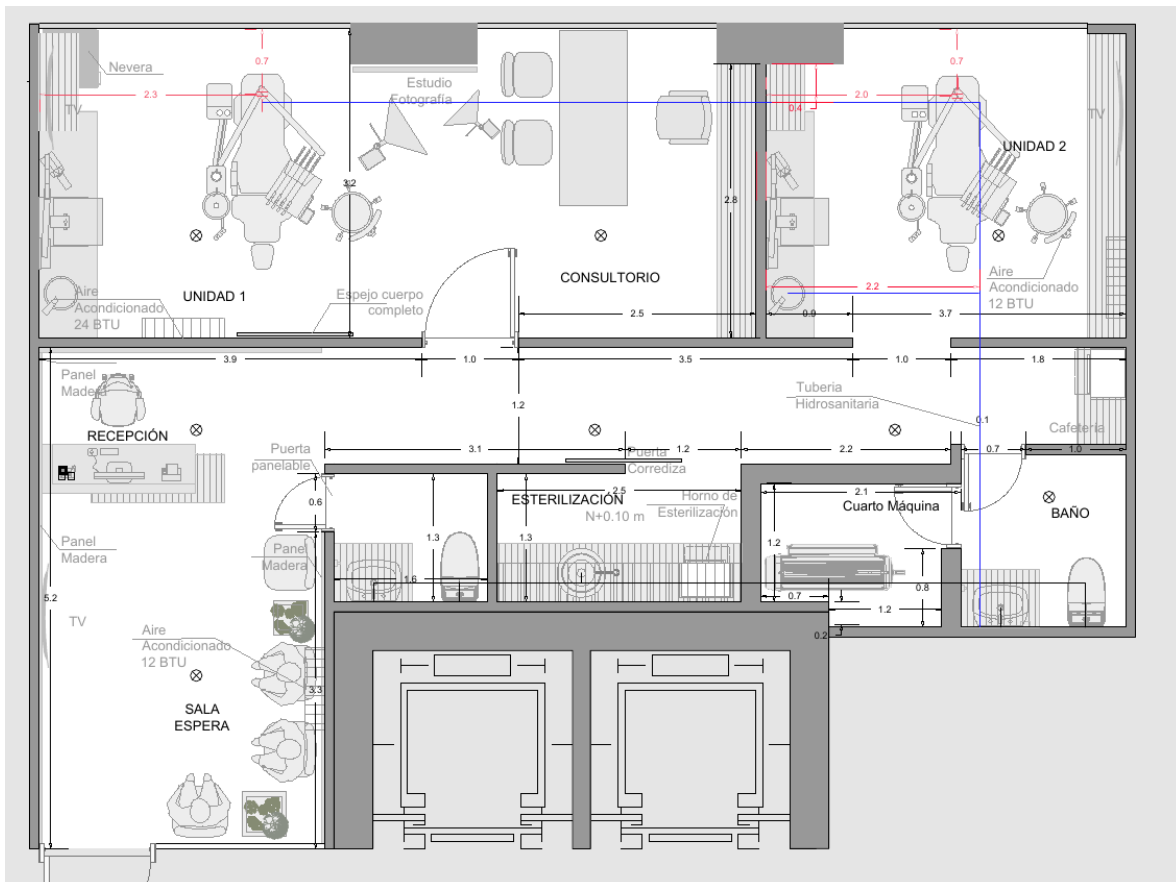 0.7
0.7
Nevera
Estudio
Fotografía
2.3
2.0
0.4
TV
TV
UNIDAD 2
3.2
2.8
CONSULTORIO
Aire
Acondicionado
12 BTU
UNIDAD 1
Aire
Acondicionado
24 BTU
Espejo cuerpo
completo
2.2
2.5
0.9
3.7
3.9
1.0
3.5
1.0
1.8
Panel
Madera
1.2
Tuberia
Hidrosanitaria
0.1
Cafetería
RECEPCIÓN
Puerta
panelable
3.1
1.2
2.2
0.7
1.0
Puerta
Corrediza
2.5
ESTERILIZACIÓN
N+0.10 m
Horno de
Esterilización
2.1
Cuarto Máquina
BAÑO
0.6
1.3
1.3
1.2
Panel
Madera
Panel
Madera
1.6
0.8
0.7
1.2
0.2
5.2
TV
Aire
Acondicionado
12 BTU
3.3
SALA
ESPERA